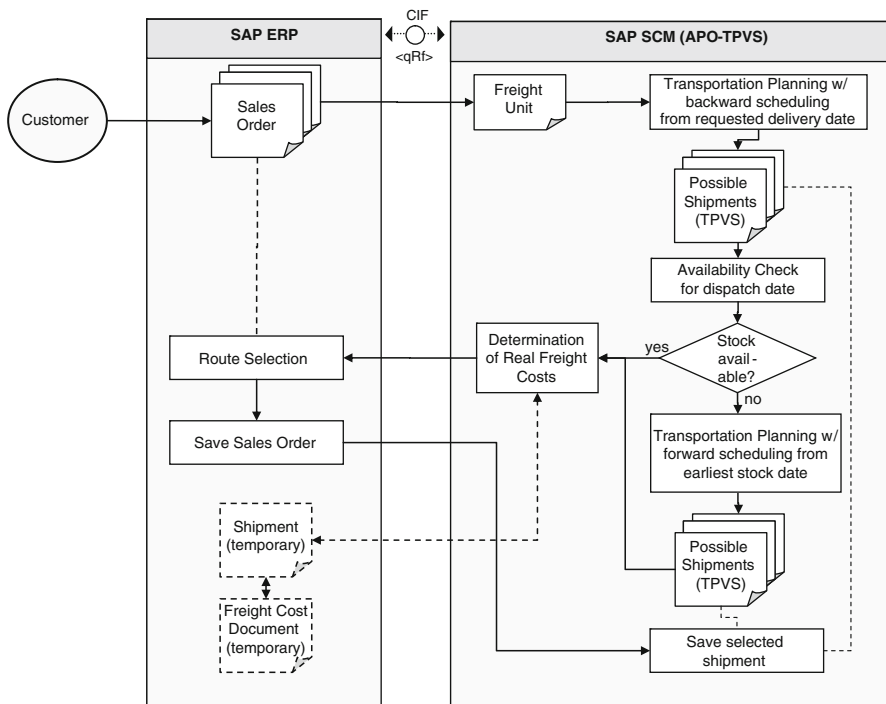 CIF
<qRf>
SAP ERP
SAP SCM (APO-TPVS)
Customer
Sales
Order
Freight
Unit
Transportation Planning w/
backward scheduling
from requested delivery date
Possible
Shipments
(TPVS)
Availability Check
for dispatch date
Stock
avail -
able?
yes
no
Determination
of Real Freight
Costs
Route Selection
Save Sales Order
Transportation Planning w/
forward scheduling from
earliest stock date
Shipment
(temporary)
Possible
Shipments
(TPVS)
Freight Cost
Document
(temporary)
Save selected
shipment